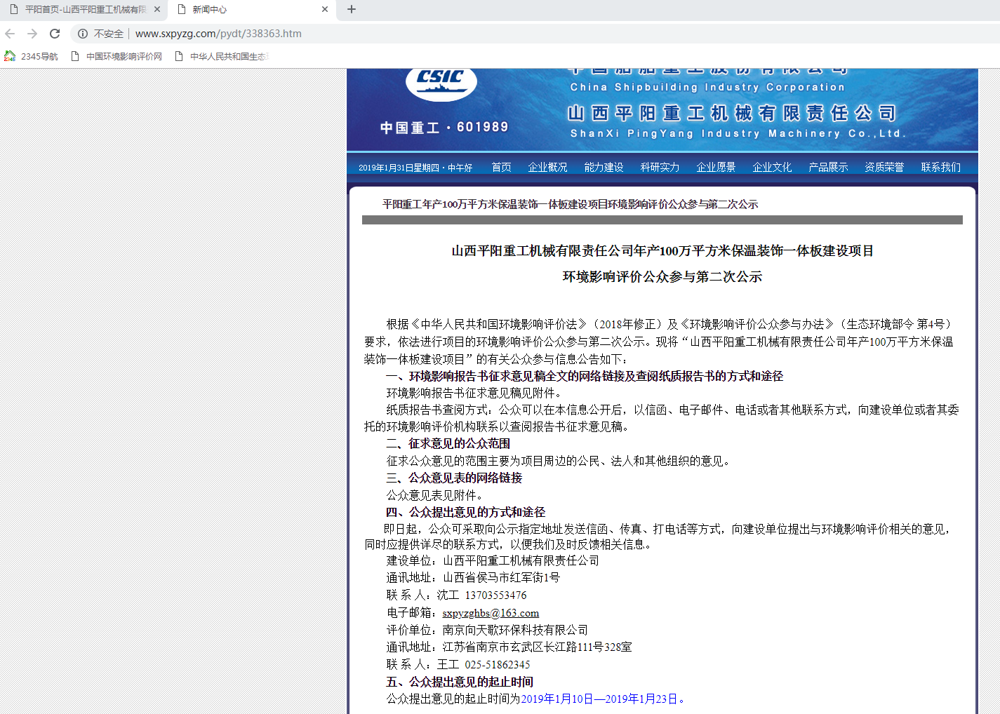 平阳首页-山西平阳重工机械有限
新闻中心
不安全 www.sxpyzg.com/pydt/338363.htm
2345导航 中国环境影响评价网 中华人民共和国生态环
CSIC
中国船舶重工股份有限公司
China Shipbuilding Industry Corporation
山西平阳重工机械有限责任公司
中国重工·601989
ShanXi PingYang Industry Machinery Co.,Ltd.
2019年1月31日星期四·中午好 首页 企业概况 能力建设 科研实力 企业愿景 企业文化 产品展示 资质荣誉 联系我们
平阳重工年产100万平方米保温装饰一体板建设项目环境影响评价公众参与第二次公示
山西平阳重工机械有限责任公司年产100万平方米保温装饰一体板建设项目
环境影响评价公众参与第二次公示
根据《中华人民共和国环境影响评价法》（2018年修正）及《环境影响评价公众参与办法》（生态环境部令 第4号）
要求，依法进行项目的环境影响评价公众参与第二次公示。现将“山西平阳重工机械有限责任公司年产100万平方米保温
装饰一体板建设项目”的有关公众参与信息公告如下：
一、环境影响报告书征求意见稿全文的网络链接及查阅纸质报告书的方式和途径
环境影响报告书征求意见稿见附件。
纸质报告书查阅方式：公众可以在本信息公开后，以信函、电子邮件、电话或者其他联系方式，向建设单位或者其委
托的环境影响评价机构联系以查阅报告书征求意见稿。
二、征求意见的公众范围
征求公众意见的范围主要为项目周边的公民、法人和其他组织的意见。
三、公众意见表的网络链接
公众意见表见附件。
四、公众提出意见的方式和途径
即日起，公众可采取向公示指定地址发送信函、传真、打电话等方式，向建设单位提出与环境影响评价相关的意见，
同时应提供详尽的联系方式，以便我们及时反馈相关信息。
建设单位：山西平阳重工机械有限责任公司
通讯地址：山西省侯马市红军街1号
联 系 人：沈工 13703553476
电子邮箱：sxpyzghbs@163.com
评价单位：南京向天歌环保科技有限公司
通讯地址：江苏省南京市玄武区长江路111号328室
联 系 人：王工 025-51862345
五、公众提出意见的起止时间
公众提出意见的起止时间为2019年1月10日—2019年1月23日。